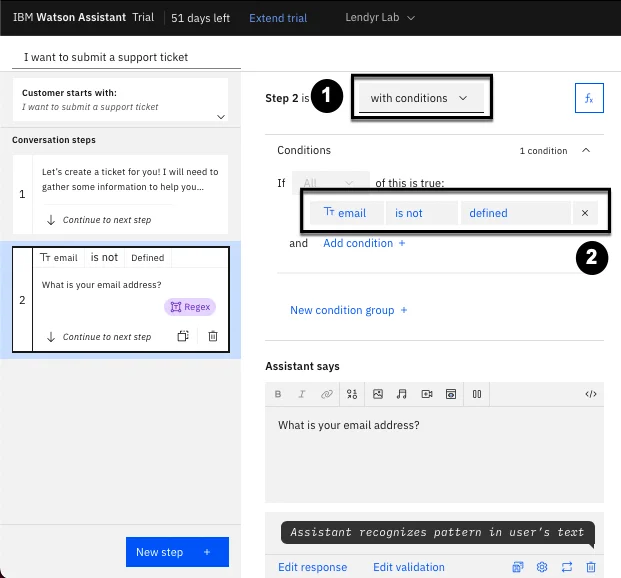 IBM Watson Assistant Trial 51 days left Extend trial Lendyr Lab
I want to submit a support ticket
Customer starts with:
I want to submit a support ticket
Conversation steps
1
Let's create a ticket for you! I will need to
gather some information to help you...
Continue to next step
2
Tт email is not Defined
What is your email address?
Regex
Continue to next step
New step +
Step 2 is 1 with conditions
fx
Conditions 1 condition
If All of this is true:
Tт email is not defined ×
2
and Add condition +
New condition group +
Assistant says
B I </>
What is your email address?
Assistant recognizes pattern in user's text
Edit response Edit validation